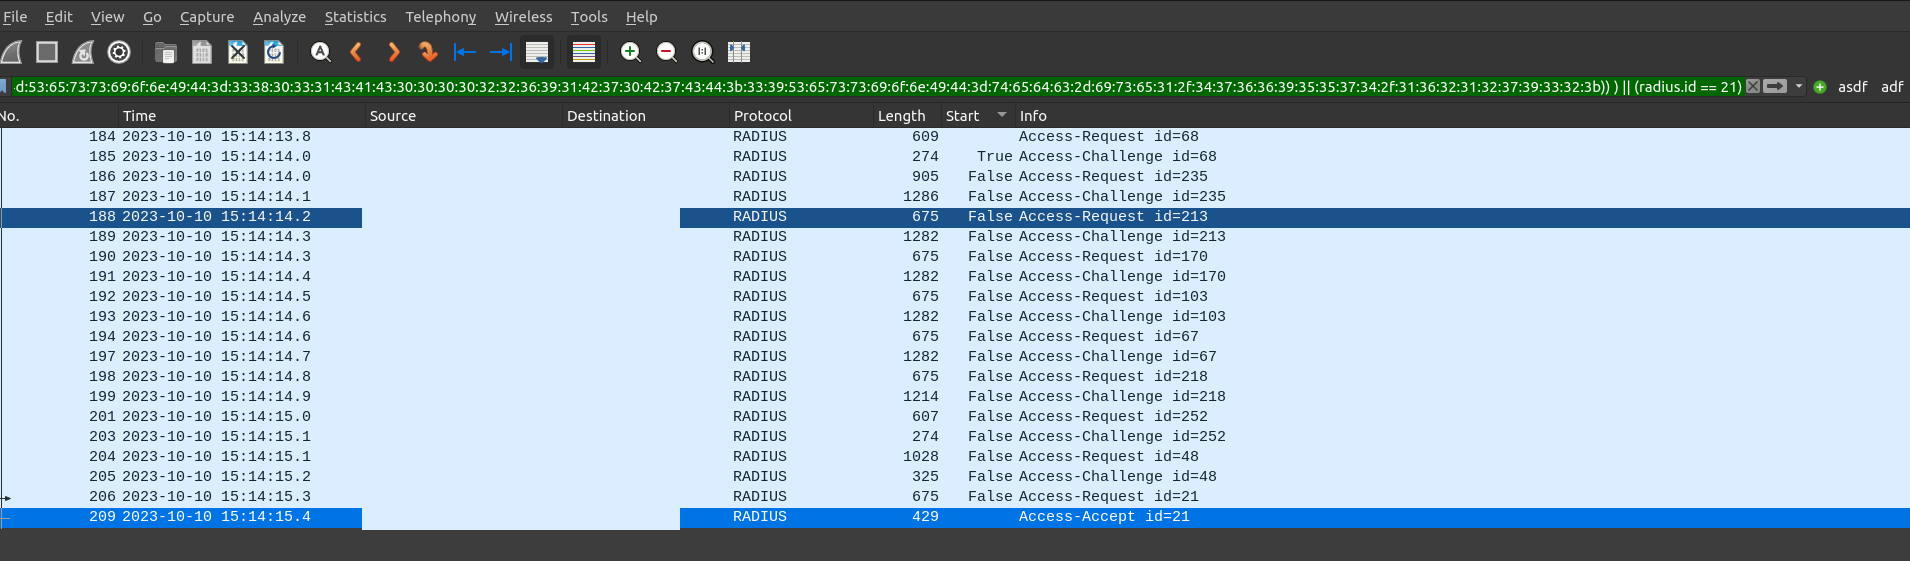 File Edit View Go Capture Analyze Statistics Telephony Wireless Tools Help
d:53:65:73:73:69:6f:6e:49:44:3d:33:38:30:33:31:43:41:43:30:30:30:30:32:32:36:39:31:42:37:30:42:37:43:44:3b:33:39:53:65:73:73:69:6f:6e:49:44:3d:74:65:64:63:2d:69:73:65:31:2f:34:37:36:36:39:35:35:37:34:2f:31:36:32:31:32:37:39:33:32:3b)) ) || (radius.id == 21) asdf adf
No. Time Source Destination Protocol Length Start Info
184 2023-10-10 15:14:13.8 RADIUS 609 Access-Request id=68
185 2023-10-10 15:14:14.0 RADIUS 274 True Access-Challenge id=68
186 2023-10-10 15:14:14.0 RADIUS 905 False Access-Request id=235
187 2023-10-10 15:14:14.1 RADIUS 1286 False Access-Challenge id=235
188 2023-10-10 15:14:14.2 RADIUS 675 False Access-Request id=213
189 2023-10-10 15:14:14.3 RADIUS 1282 False Access-Challenge id=213
190 2023-10-10 15:14:14.3 RADIUS 675 False Access-Request id=170
191 2023-10-10 15:14:14.4 RADIUS 1282 False Access-Challenge id=170
192 2023-10-10 15:14:14.5 RADIUS 675 False Access-Request id=103
193 2023-10-10 15:14:14.6 RADIUS 1282 False Access-Challenge id=103
194 2023-10-10 15:14:14.6 RADIUS 675 False Access-Request id=67
197 2023-10-10 15:14:14.7 RADIUS 1282 False Access-Challenge id=67
198 2023-10-10 15:14:14.8 RADIUS 675 False Access-Request id=218
199 2023-10-10 15:14:14.9 RADIUS 1214 False Access-Challenge id=218
201 2023-10-10 15:14:15.0 RADIUS 607 False Access-Request id=252
203 2023-10-10 15:14:15.1 RADIUS 274 False Access-Challenge id=252
204 2023-10-10 15:14:15.1 RADIUS 1028 False Access-Request id=48
205 2023-10-10 15:14:15.2 RADIUS 325 False Access-Challenge id=48
206 2023-10-10 15:14:15.3 RADIUS 675 False Access-Request id=21
209 2023-10-10 15:14:15.4 RADIUS 429 Access-Accept id=21